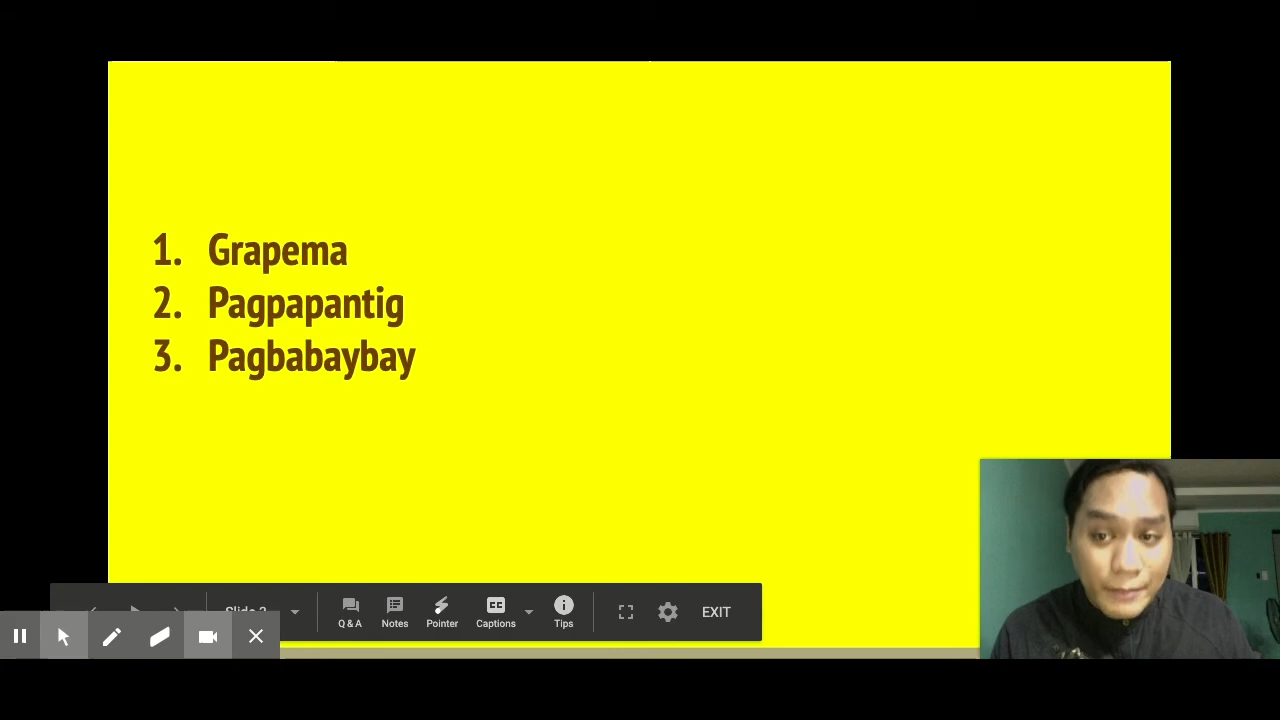 1. Grapema
2. Pagpapantig
3. Pagbabaybay
Q & A Notes Pointer Captions Tips EXIT